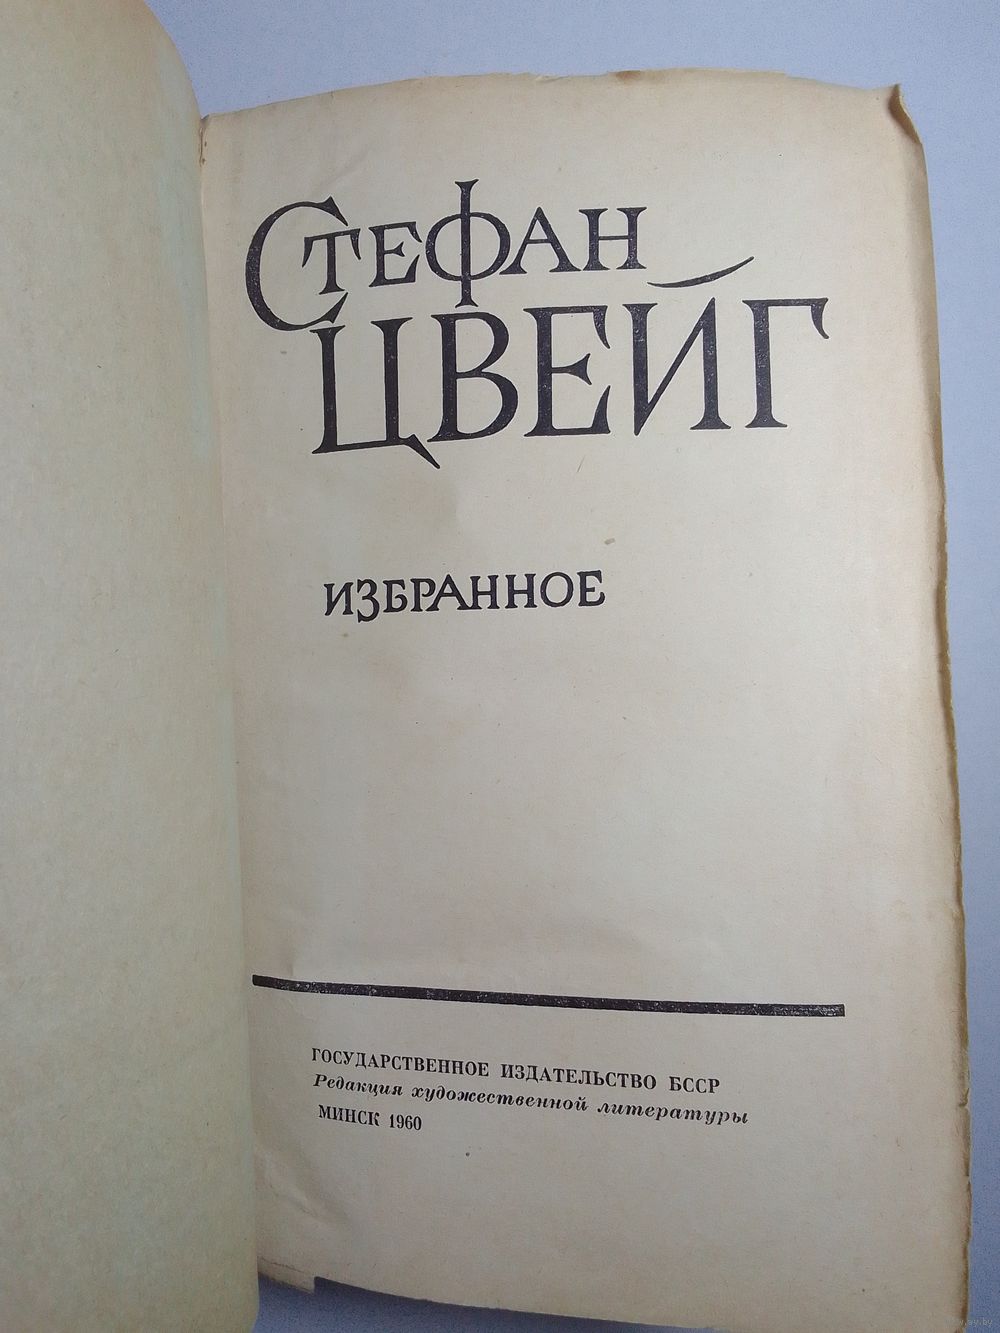 СТЕФАН
ЦВЕЙГ
ИЗБРАННОЕ
ГОСУДАРСТВЕННОЕ ИЗДАТЕЛЬСТВО БССР
Редакция художественной литературы
МИНСК 1960